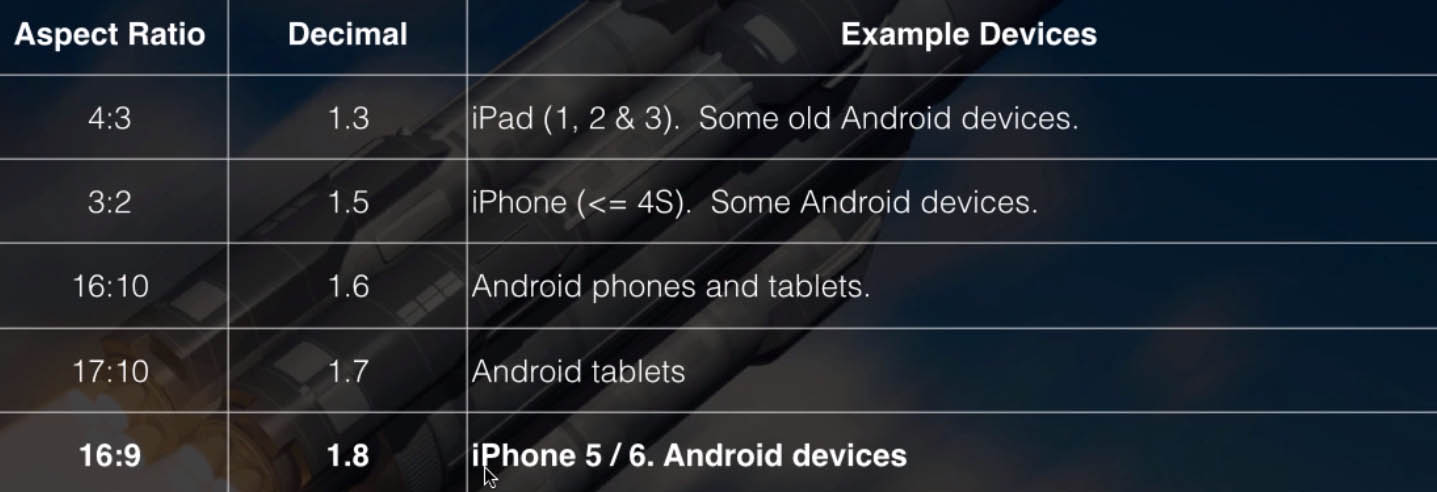 Aspect Ratio Decimal Example Devices
4:3 1.3 iPad (1, 2 & 3).  Some old Android devices.
3:2 1.5 iPhone (<= 4S).  Some Android devices.
16:10 1.6 Android phones and tablets.
17:10 1.7 Android tablets
16:9 1.8 iPhone 5 / 6. Android devices